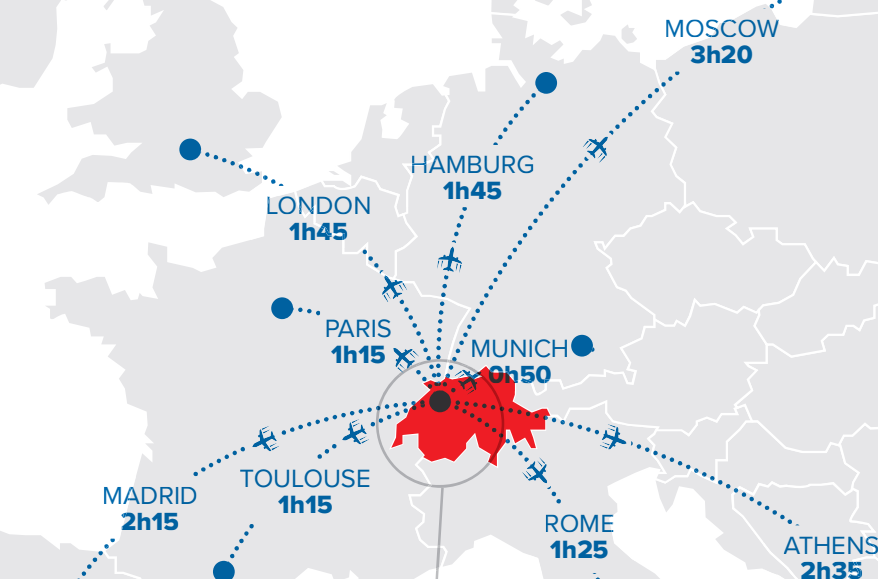 MOSCOW
3h20
HAMBURG
1h45
LONDON
1h45
PARIS
1h15
MUNICH
0h50
TOULOUSE
1h15
MADRID
2h15
ROME
1h25
ATHENS
2h35